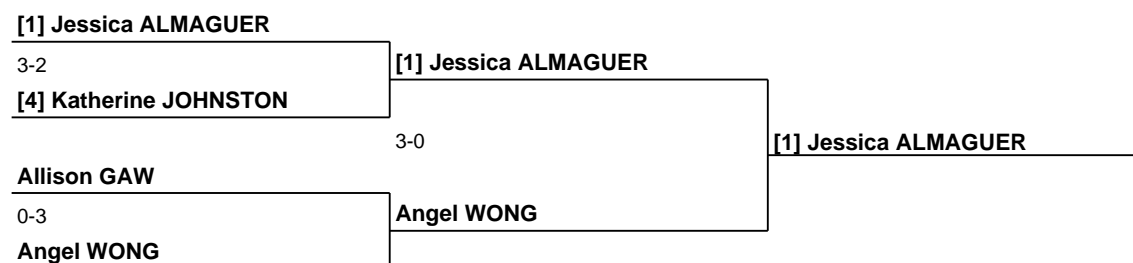 [1] Jessica ALMAGUER
3-2
[1] Jessica ALMAGUER
[4] Katherine JOHNSTON
3-0
[1] Jessica ALMAGUER
Allison GAW
0-3
Angel WONG
Angel WONG